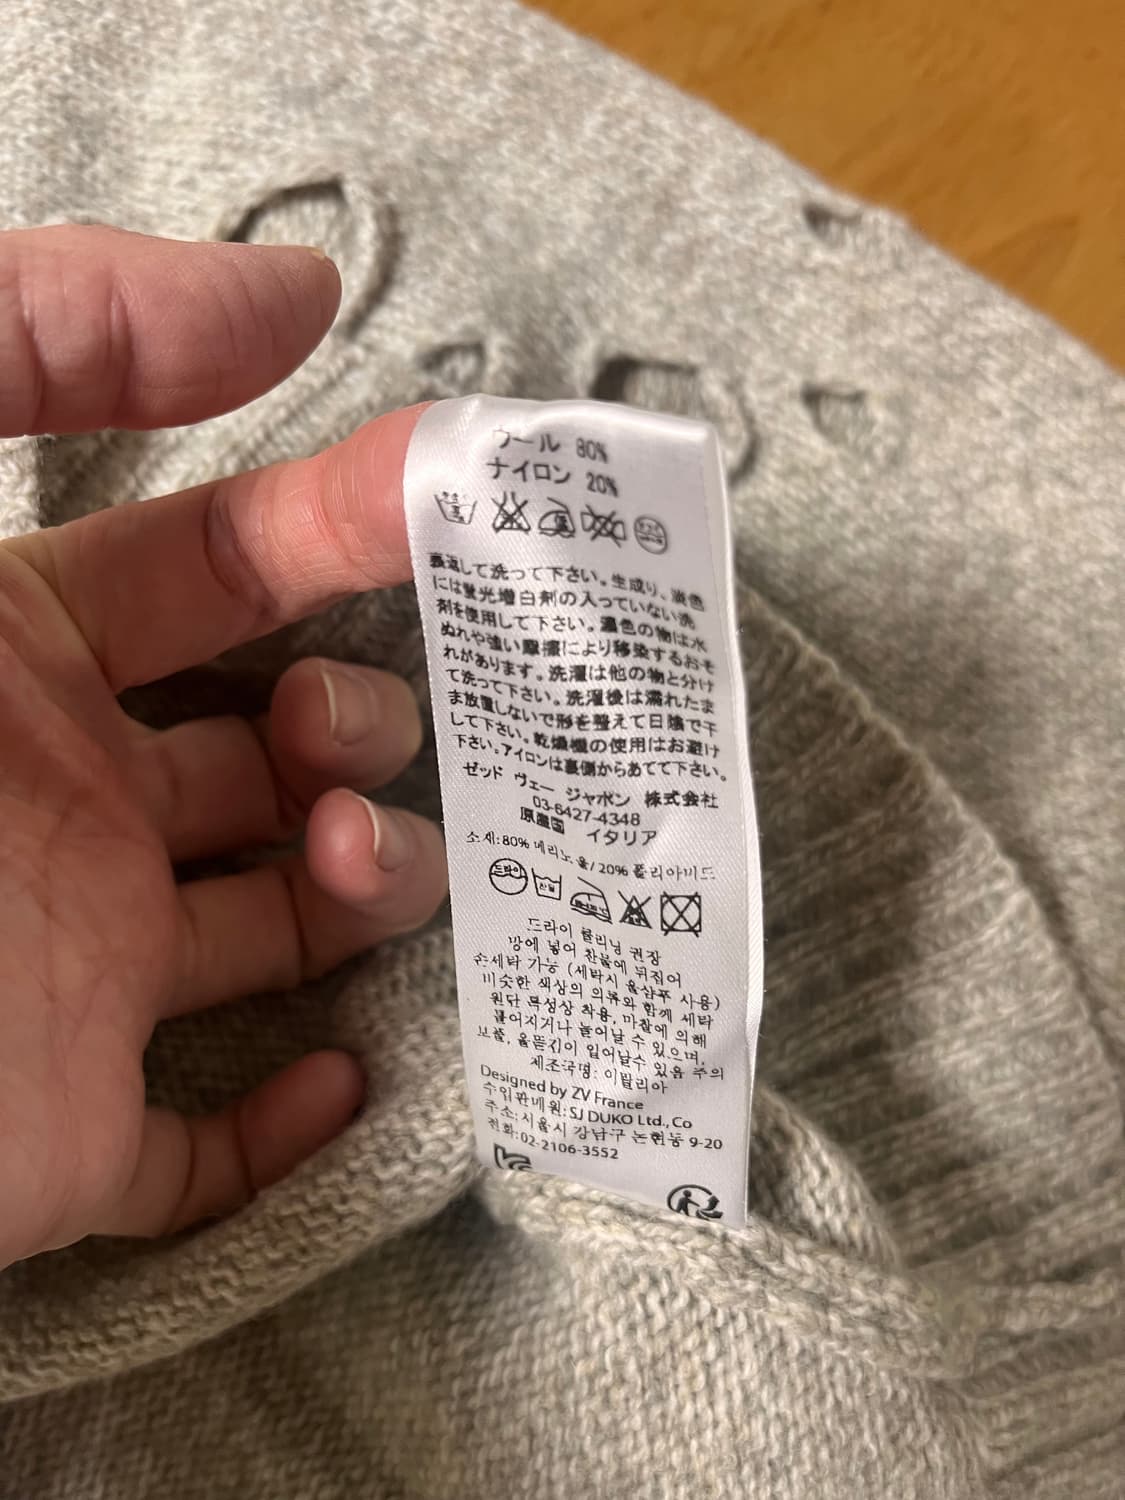 ウール 80%
ナイロン 20%
裏返して洗って下さい。生成り、淡色
には蛍光増白剤の入っていない洗
剤を使用して下さい。濃色の物は水
ぬれや強い摩擦により移染するおそ
れがあります。洗濯は他の物と分け
て洗って下さい。洗濯後は濡れたま
ま放置しないで形を整えて日陰で干
して下さい。乾燥機の使用はお避け
下さい。アイロンは裏側からあてて下さい。
ゼッド ヴェー ジャポン 株式会社
03-6427-4348
原産国 イタリア
소재:80% 메리노 울/20% 폴리아미드
드라이
찬물
드라이 클리닝 권장
망에 넣어 찬물에 뒤집어
손세탁 가능 (세탁시 울샴푸 사용)
비슷한 색상의 의류와 함께 세탁
원단 특성상 착용, 마찰에 의해
끌어지거나 늘어날 수 있으며,
보풀, 올뜯김이 일어날수 있음 주의
제조국명: 이탈리아
Designed by ZV France
수입판매원:SJ DUKO Ltd.,Co
주소:서울시 강남구 논현동 9-20
전화:02-2106-3552